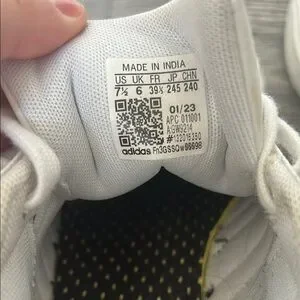 MADE IN INDIA
US UK FR JP CHN
7½ 6 39⅓ 245 240
01/23
APC 011001
adidas